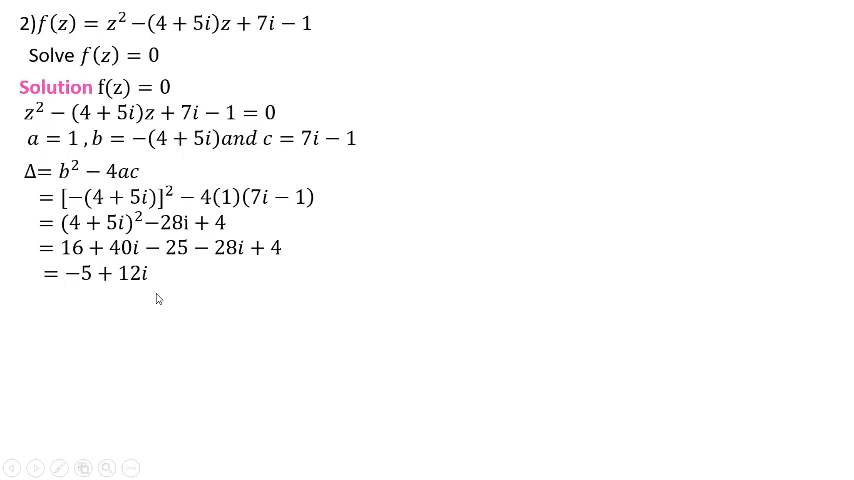 2)f(z) = z² −(4 + 5i)z + 7i − 1
Solve f(z) = 0
Solution f(z) = 0
z² − (4 + 5i)z + 7i − 1 = 0
a = 1 , b = −(4 + 5i)and c = 7i − 1
∆= b² − 4ac
= [−(4 + 5i)]² − 4(1)(7i − 1)
= (4 + 5i)²−28i + 4
= 16 + 40i − 25 − 28i + 4
= −5 + 12i